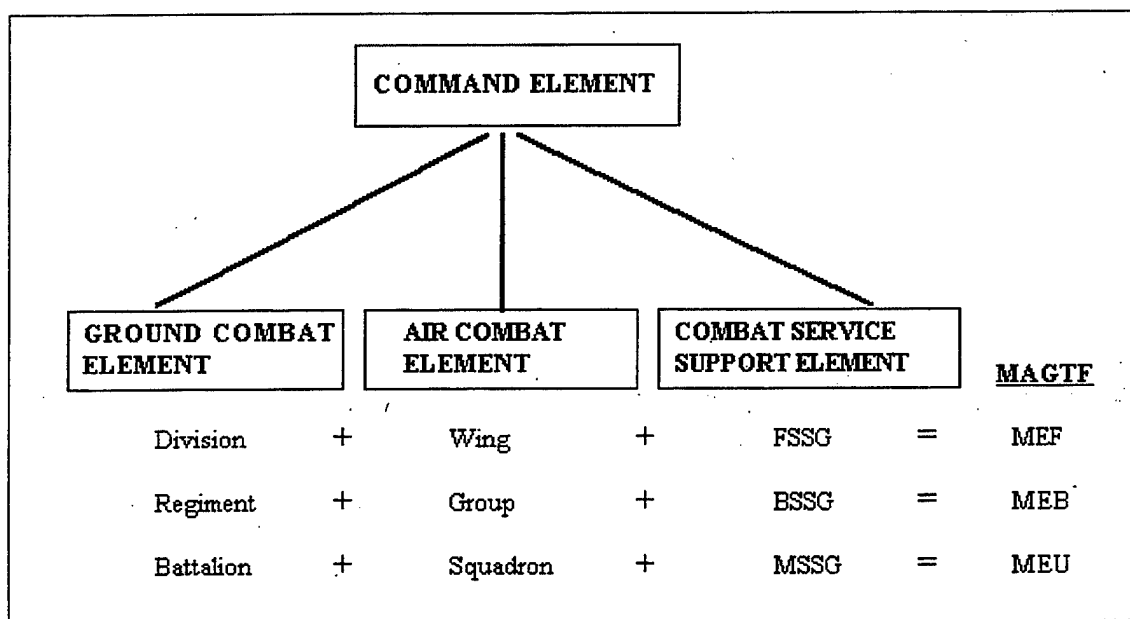 COMMAND ELEMENT
GROUND COMBAT
ELEMENT
AIR COMBAT
ELEMENT
COMBAT SERVICE
SUPPORT ELEMENT
MAGTF
Division + Wing + FSSG = MEF
Regiment + Group + BSSG = MEB
Battalion + Squadron + MSSG = MEU